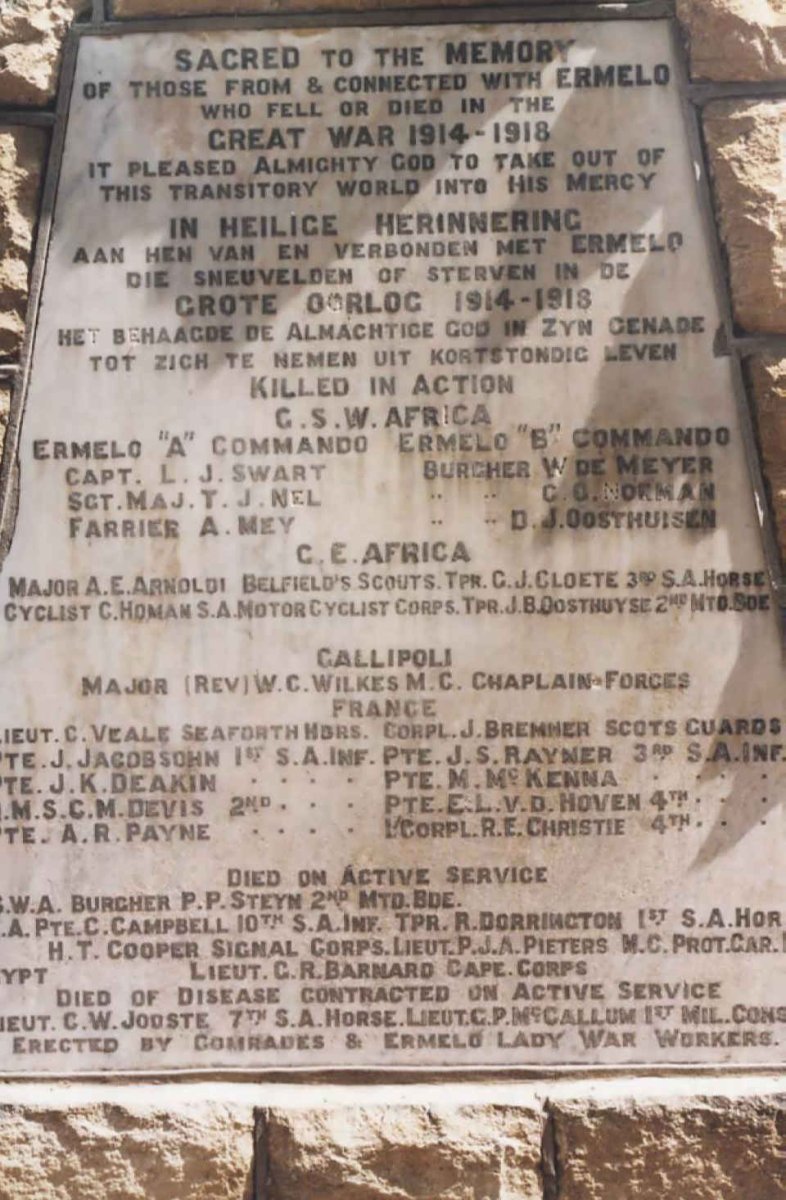 SACRED TO THE MEMORY
OF THOSE FROM & CONNECTED WITH ERMELO
WHO FELL OR DIED IN THE
GREAT WAR 1914-1918
IT PLEASED ALMIGHTY GOD TO TAKE OUT OF
THIS TRANSITORY WORLD INTO HIS MERCY
IN HEILIGE HERINNERING
AAN HEN VAN EN VERBONDEN MET ERMELO
DIE SNEUVELDEN OF STERVEN IN DE
GROTE OORLOG 1914-1918
HET BEHAAGDE DE ALMACHTIGE GOD IN ZYN GENADE
TOT ZICH TE NEMEN UIT KORTSTONDIG LEVEN
KILLED IN ACTION
G.S.W. AFRICA
ERMELO "A" COMMANDO ERMELO "B" COMMANDO
CAPT. L. J. SWART BURGHER W DE MEYER
SGT. MAJ. T. J. NEL " " C. G. NORMAN
FARRIER A. MEY " " D. J. OOSTHUISEN
G.E. AFRICA
MAJOR A.E. ARNOLDI BELFIELD'S SCOUTS. TPR. C.J. CLOETE 3RD S.A. HORSE
CYCLIST C. HOMAN S.A. MOTOR CYCLIST CORPS. TPR. J.B. OOSTHUYSE 2ND MTD. BDE
GALLIPOLI
MAJOR (REV) W.C. WILKES M.C. CHAPLAIN-FORCES
FRANCE
LIEUT. C. VEALE SEAFORTH HDRS. CORPL. J. BREMNER SCOTS GUARDS
PTE. J. JACOBSOHN 1ST S.A. INF. PTE. J.S. RAYNER 3RD S.A. INF.
PTE. J.K. DEAKIN . . . . PTE. M. McKENNA . . . .
M.S.C.M. DEVIS 2ND . . . PTE. E.L.V.D. HOVEN 4TH . . .
PTE. A.R. PAYNE . . . . L/CORPL. R.E. CHRISTIE 4TH . . .
DIED ON ACTIVE SERVICE
S.W.A. BURGHER P.P. STEYN 2ND MTD. BDE.
.A. PTE. C. CAMPBELL 10TH S.A. INF. TPR. R. DORRINGTON 1ST S.A. HOR
H.T. COOPER SIGNAL CORPS. LIEUT. P.J.A. PIETERS M.C. PROT. GAR.
YPT LIEUT. C.R. BARNARD CAPE. CORPS
DIED OF DISEASE CONTRACTED ON ACTIVE SERVICE
LIEUT. C.W. JOOSTE 7TH S.A. HORSE. LIEUT. G.P. McCALLUM 1ST MIL. CONS
ERECTED BY COMRADES & ERMELO LADY WAR WORKERS.